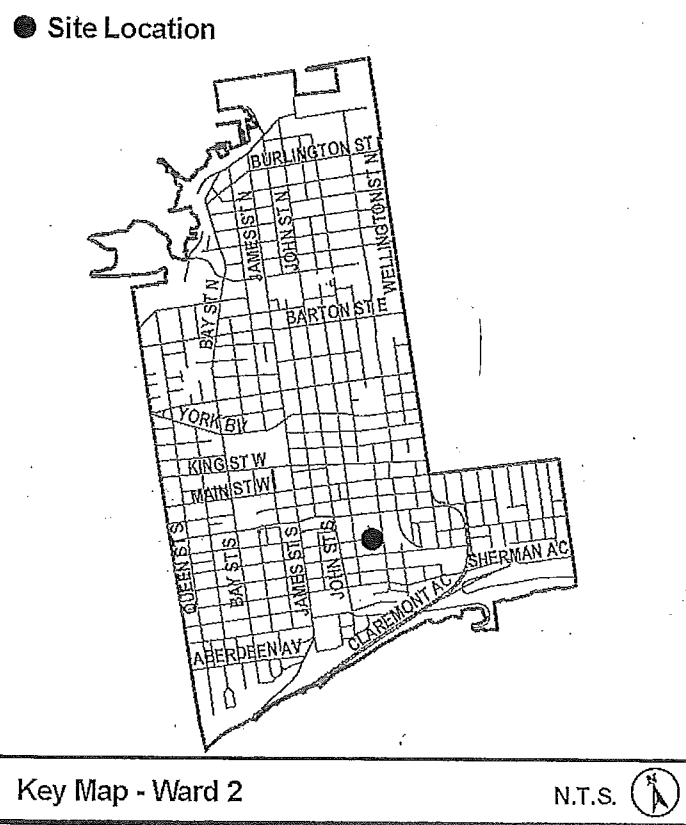 Site Location
BURLINGTON ST
JAMES ST N
JOHN ST N
WELLINGTON ST N
BAY ST N
BARTON ST E
YORK BL
KING ST W
MAIN ST W
QUEEN ST S
BAY ST S
JAMES ST S
JOHN ST S
SHERMAN AC
CLAREMONT AC
ABERDEEN AV
Key Map - Ward 2
N.T.S.
N